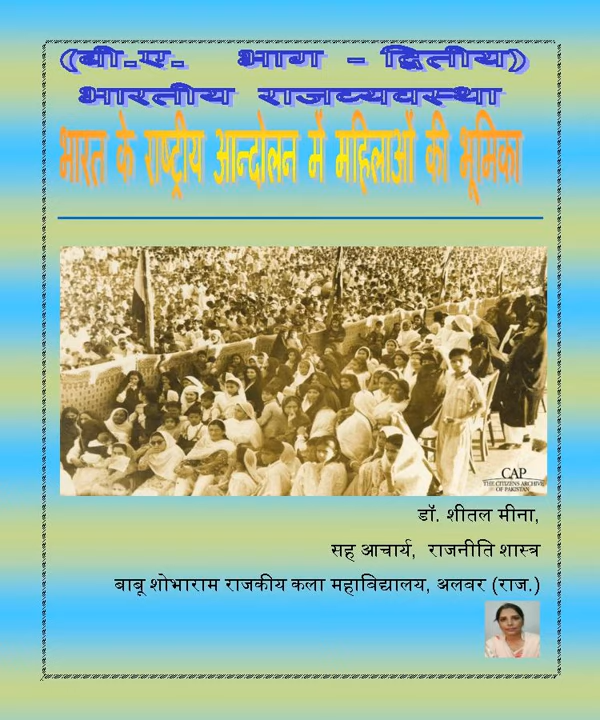 (बी.ए. भाग - द्वितीय)
भारतीय राजव्यवस्था
भारत के राष्ट्रीय आन्दोलन में महिलाओं की भूमिका
CAP
THE CITIZENS ARCHIVE
OF PAKISTAN
डॉ. शीतल मीना,
सह आचार्य, राजनीति शास्त्र
बाबू शोभाराम राजकीय कला महाविद्यालय, अलवर (राज.)